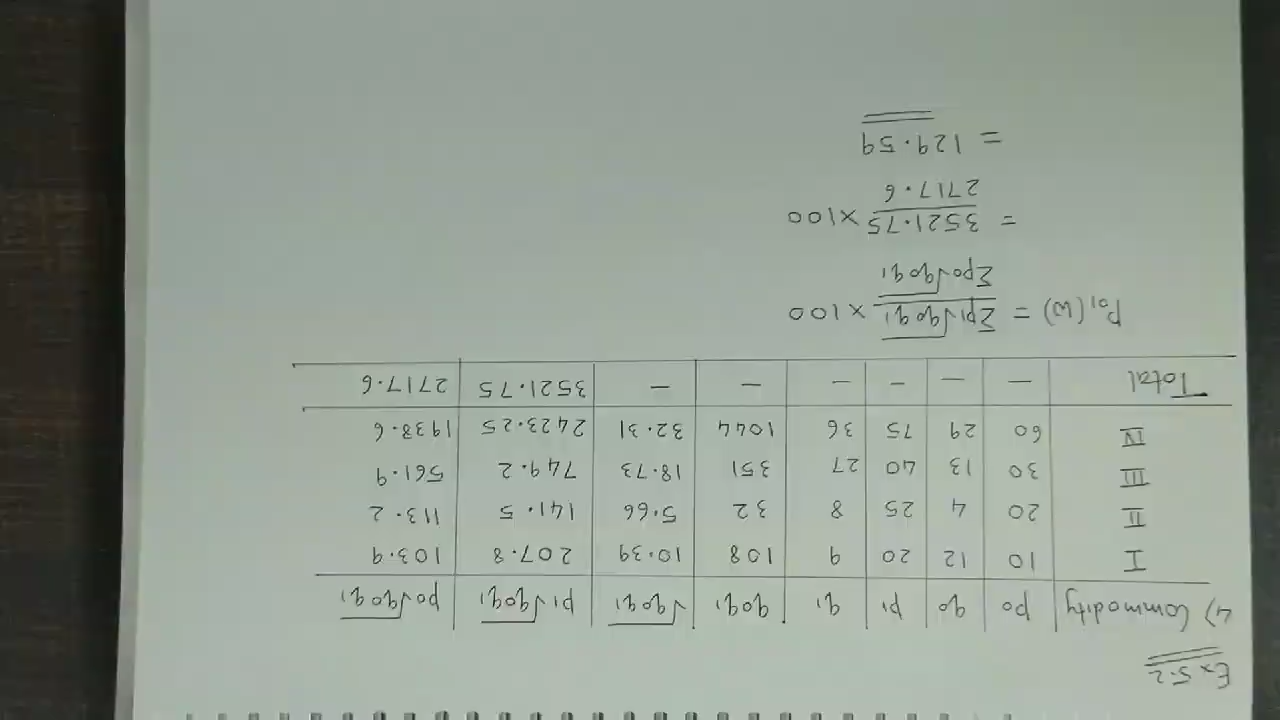 Ex 5.2
4) Commodity p0 q0 p1 q1 q0q1 √q0q1 p1√q0q1 p0√q0q1
I 10 12 20 9 108 10.39 207.8 103.9
II 20 4 25 8 32 5.66 141.5 113.2
III 30 13 40 27 351 18.73 749.2 561.9
IV 60 29 75 36 1044 32.31 2423.25 1938.6
Total — — — — — — 3521.75 2717.6
P01(W) = Σp1√q0q1 × 100
Σp0√q0q1
= 3521.75 × 100
2717.6
= 129.59